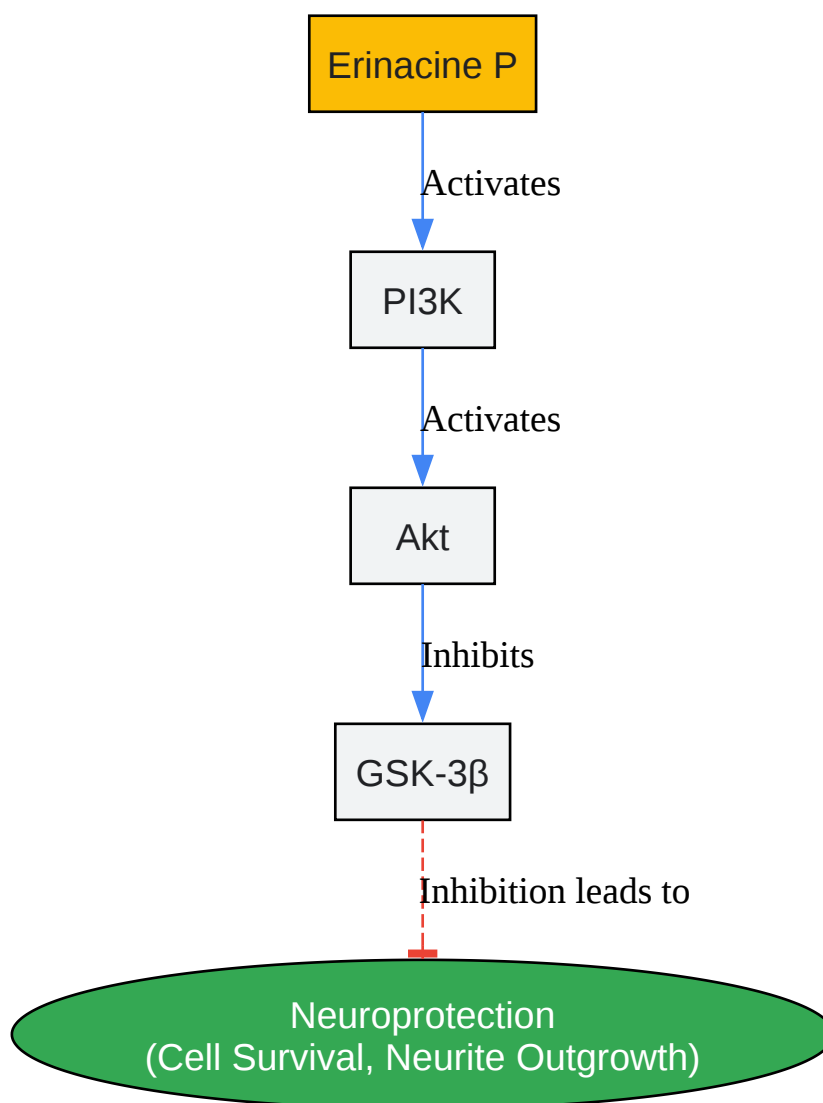 Erinacine P
Activates
PI3K
Activates
Akt
Inhibits
GSK-3β
Inhibition leads to
Neuroprotection
(Cell Survival, Neurite Outgrowth)